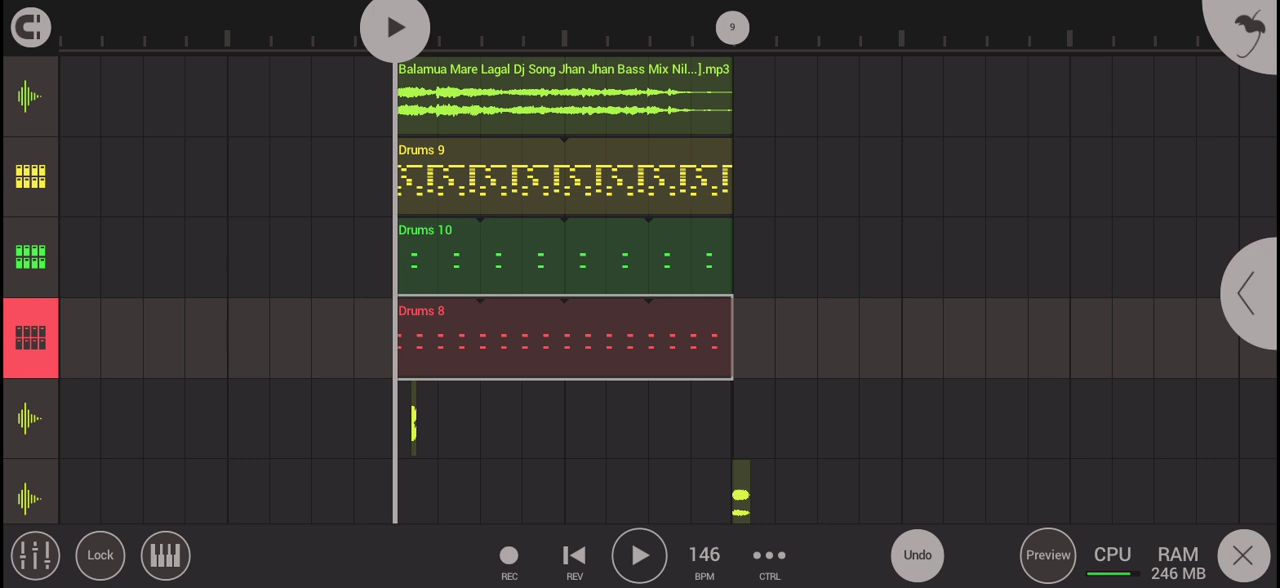 9
Balamua Mare Lagal Dj Song Jhan Jhan Bass Mix Nil...].mp3
Drums 9
Drums 10
Drums 8
Lock
REC
REV
146
BPM
CTRL
Undo
Preview
CPU
RAM
246 MB